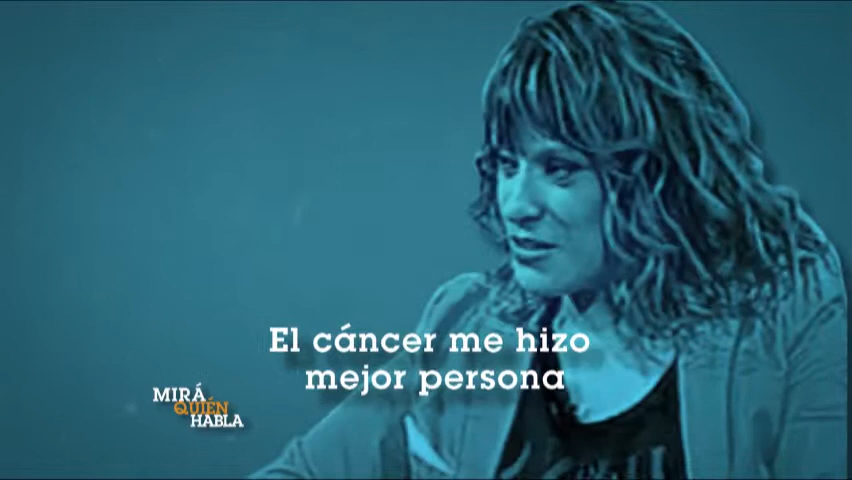 El cáncer me hizo
mejor persona
MIRÁ
QUIÉN
HABLA